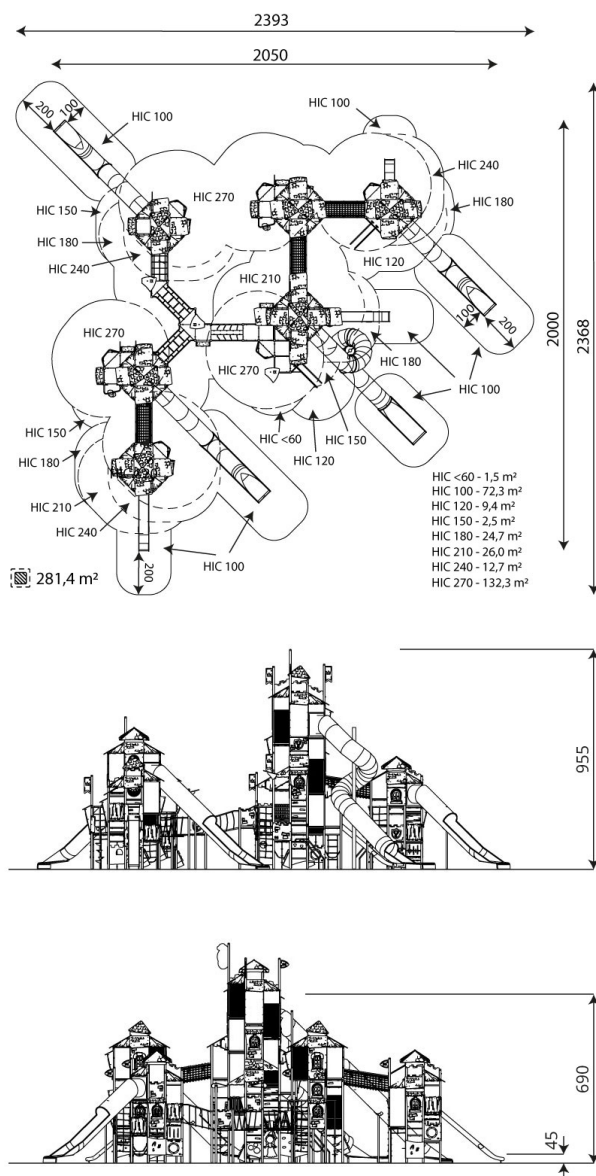 2393
2050
200
100
HIC 100
HIC 100
HIC 240
HIC 270
HIC 150
HIC 180
HIC 180
HIC 240
HIC 210
HIC 120
100
200
2000
2368
HIC 270
HIC 180
HIC 270
HIC 100
HIC 150
HIC <60
HIC 150
HIC 120
HIC 180
HIC 210
HIC 240
HIC 100
200
281,4 m²
HIC <60 - 1,5 m²
HIC 100 - 72,3 m²
HIC 120 - 9,4 m²
HIC 150 - 2,5 m²
HIC 180 - 24,7 m²
HIC 210 - 26,0 m²
HIC 240 - 12,7 m²
HIC 270 - 132,3 m²
955
690
45